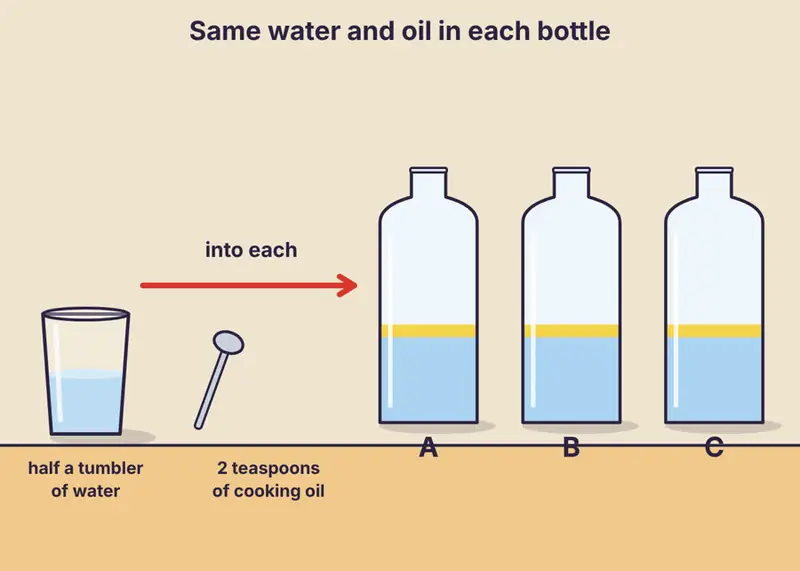 Same water and oil in each bottle
into each
half a tumbler
of water
2 teaspoons
of cooking oil
A
B
C